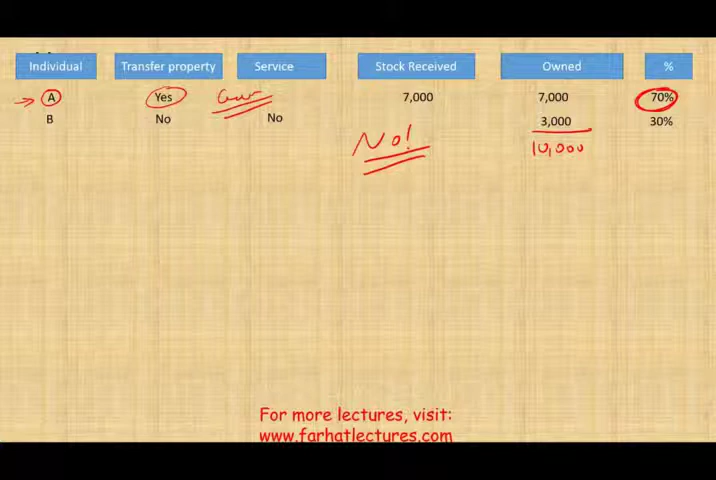 Individual Transfer property Service Stock Received Owned %
A Yes 7,000 7,000 70%
B No No 3,000 30%
No!
10,000
For more lectures, visit:
www.farhatlectures.com